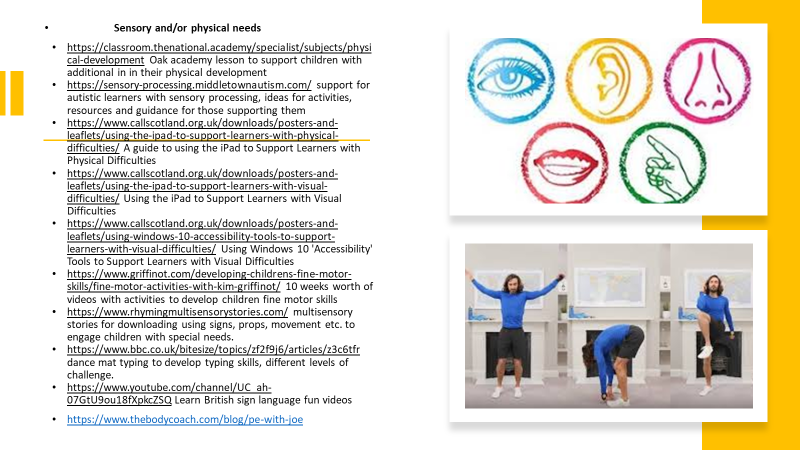 • Sensory and/or physical needs
• https://classroom.thenational.academy/specialist/subjects/physi
cal-development Oak academy lesson to support children with
additional in in their physical development
• https://sensory-processing.middletownautism.com/ support for
autistic learners with sensory processing, ideas for activities,
resources and guidance for those supporting them
• https://www.callscotland.org.uk/downloads/posters-and-
leaflets/using-the-ipad-to-support-learners-with-physical-
difficulties/ A guide to using the iPad to Support Learners with
Physical Difficulties
• https://www.callscotland.org.uk/downloads/posters-and-
leaflets/using-the-ipad-to-support-learners-with-visual-
difficulties/ Using the iPad to Support Learners with Visual
Difficulties
• https://www.callscotland.org.uk/downloads/posters-and-
leaflets/using-windows-10-accessibility-tools-to-support-
learners-with-visual-difficulties/ Using Windows 10 'Accessibility'
Tools to Support Learners with Visual Difficulties
• https://www.griffinot.com/developing-childrens-fine-motor-
skills/fine-motor-activities-with-kim-griffinot/ 10 weeks worth of
videos with activities to develop children fine motor skills
• https://www.rhymingmultisensorystories.com/ multisensory
stories for downloading using signs, props, movement etc. to
engage children with special needs.
• https://www.bbc.co.uk/bitesize/topics/zf2f9j6/articles/z3c6tfr
dance mat typing to develop typing skills, different levels of
challenge.
• https://www.youtube.com/channel/UC_ah-
07GtU9ou18fXpkcZSQ Learn British sign language fun videos
• https://www.thebodycoach.com/blog/pe-with-joe